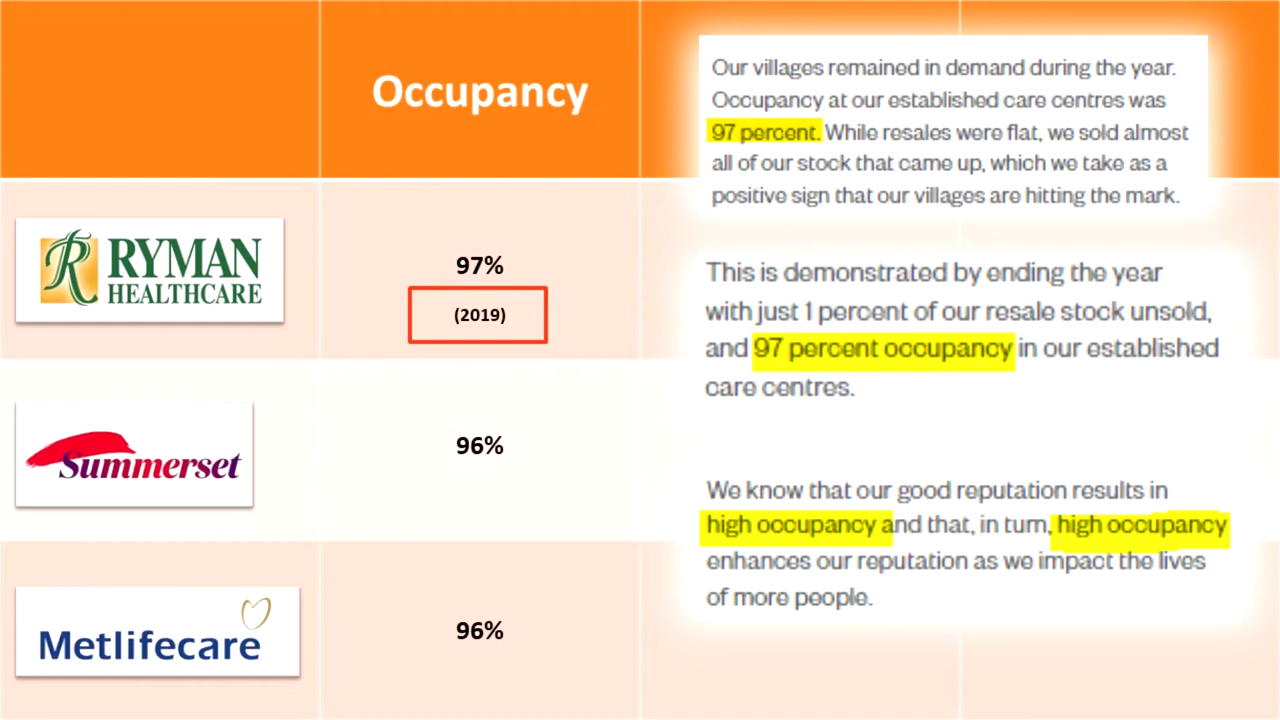 Occupancy
RYMAN
HEALTHCARE
97%
(2019)
Summerset
96%
Metlifecare
96%
Our villages remained in demand during the year.
Occupancy at our established care centres was
97 percent. While resales were flat, we sold almost
all of our stock that came up, which we take as a
positive sign that our villages are hitting the mark.
This is demonstrated by ending the year
with just 1 percent of our resale stock unsold,
and 97 percent occupancy in our established
care centres.
We know that our good reputation results in
high occupancy and that, in turn, high occupancy
enhances our reputation as we impact the lives
of more people.